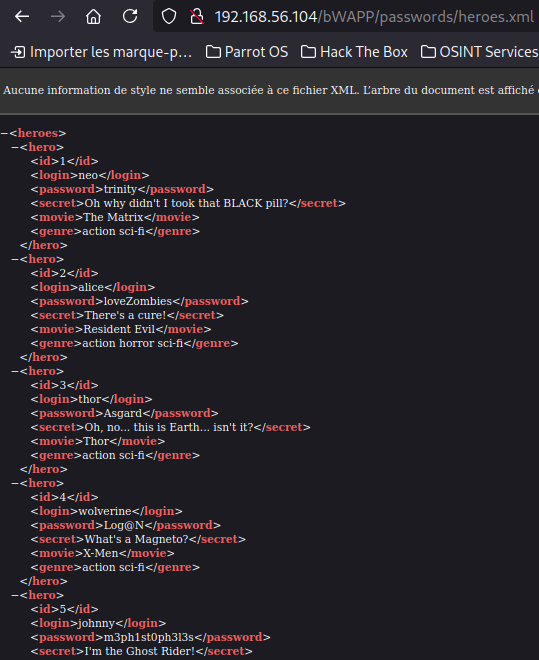 192.168.56.104/bWAPP/passwords/heroes.xml
Importer les marque-p… Parrot OS Hack The Box OSINT Services
Aucune information de style ne semble associée à ce fichier XML. L’arbre du document est affiché
−<heroes>
−<hero>
<id>1</id>
<login>neo</login>
<password>trinity</password>
<secret>Oh why didn't I took that BLACK pill?</secret>
<movie>The Matrix</movie>
<genre>action sci-fi</genre>
</hero>
−<hero>
<id>2</id>
<login>alice</login>
<password>loveZombies</password>
<secret>There's a cure!</secret>
<movie>Resident Evil</movie>
<genre>action horror sci-fi</genre>
</hero>
−<hero>
<id>3</id>
<login>thor</login>
<password>Asgard</password>
<secret>Oh, no... this is Earth... isn't it?</secret>
<movie>Thor</movie>
<genre>action sci-fi</genre>
</hero>
−<hero>
<id>4</id>
<login>wolverine</login>
<password>Log@N</password>
<secret>What's a Magneto?</secret>
<movie>X-Men</movie>
<genre>action sci-fi</genre>
</hero>
−<hero>
<id>5</id>
<login>johnny</login>
<password>m3ph1st0ph3l3s</password>
<secret>I'm the Ghost Rider!</secret>